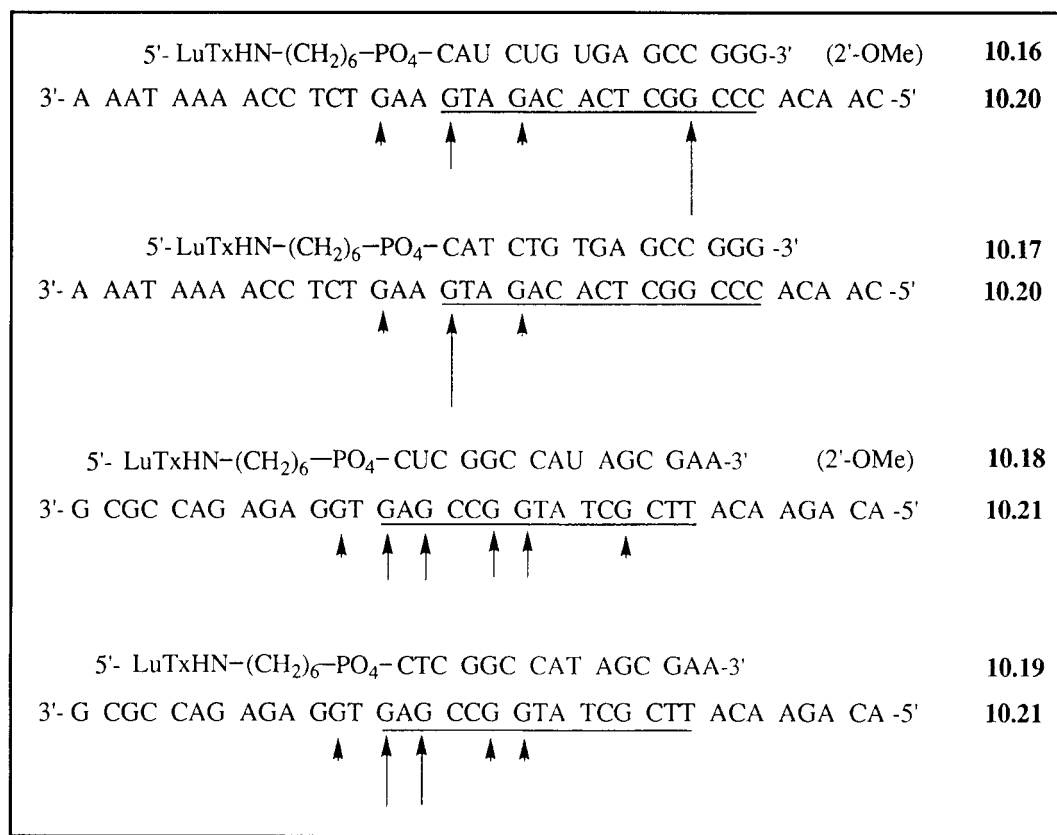 5'- LuTxHN-(CH₂)₆-PO₄-CAU CUG UGA GCC GGG-3' (2'-OMe) 10.16
3'- A AAT AAA ACC TCT GAA GTA GAC ACT CGG CCC ACA AC -5' 10.20
5'- LuTxHN-(CH₂)₆-PO₄-CAT CTG TGA GCC GGG -3' 10.17
3'- A AAT AAA ACC TCT GAA GTA GAC ACT CGG CCC ACA AC -5' 10.20
5'- LuTxHN-(CH₂)₆-PO₄-CUC GGC CAU AGC GAA-3' (2'-OMe) 10.18
3'- G CGC CAG AGA GGT GAG CCG GTA TCG CTT ACA AGA CA -5' 10.21
5'- LuTxHN-(CH₂)₆-PO₄-CTC GGC CAT AGC GAA-3' 10.19
3'- G CGC CAG AGA GGT GAG CCG GTA TCG CTT ACA AGA CA -5' 10.21